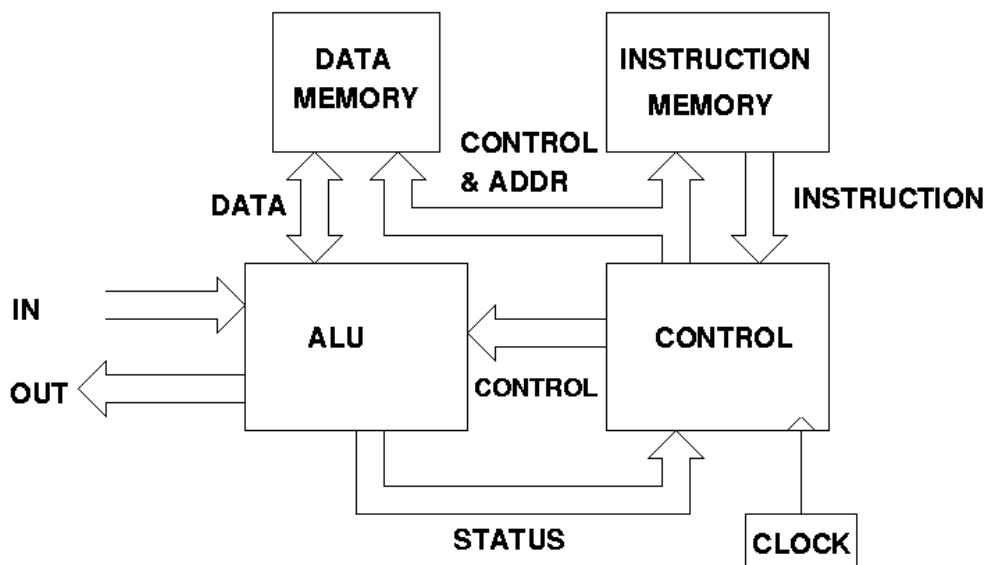 DATA
MEMORY
INSTRUCTION
MEMORY
CONTROL
& ADDR
DATA
INSTRUCTION
IN
ALU
CONTROL
OUT
CONTROL
STATUS
CLOCK